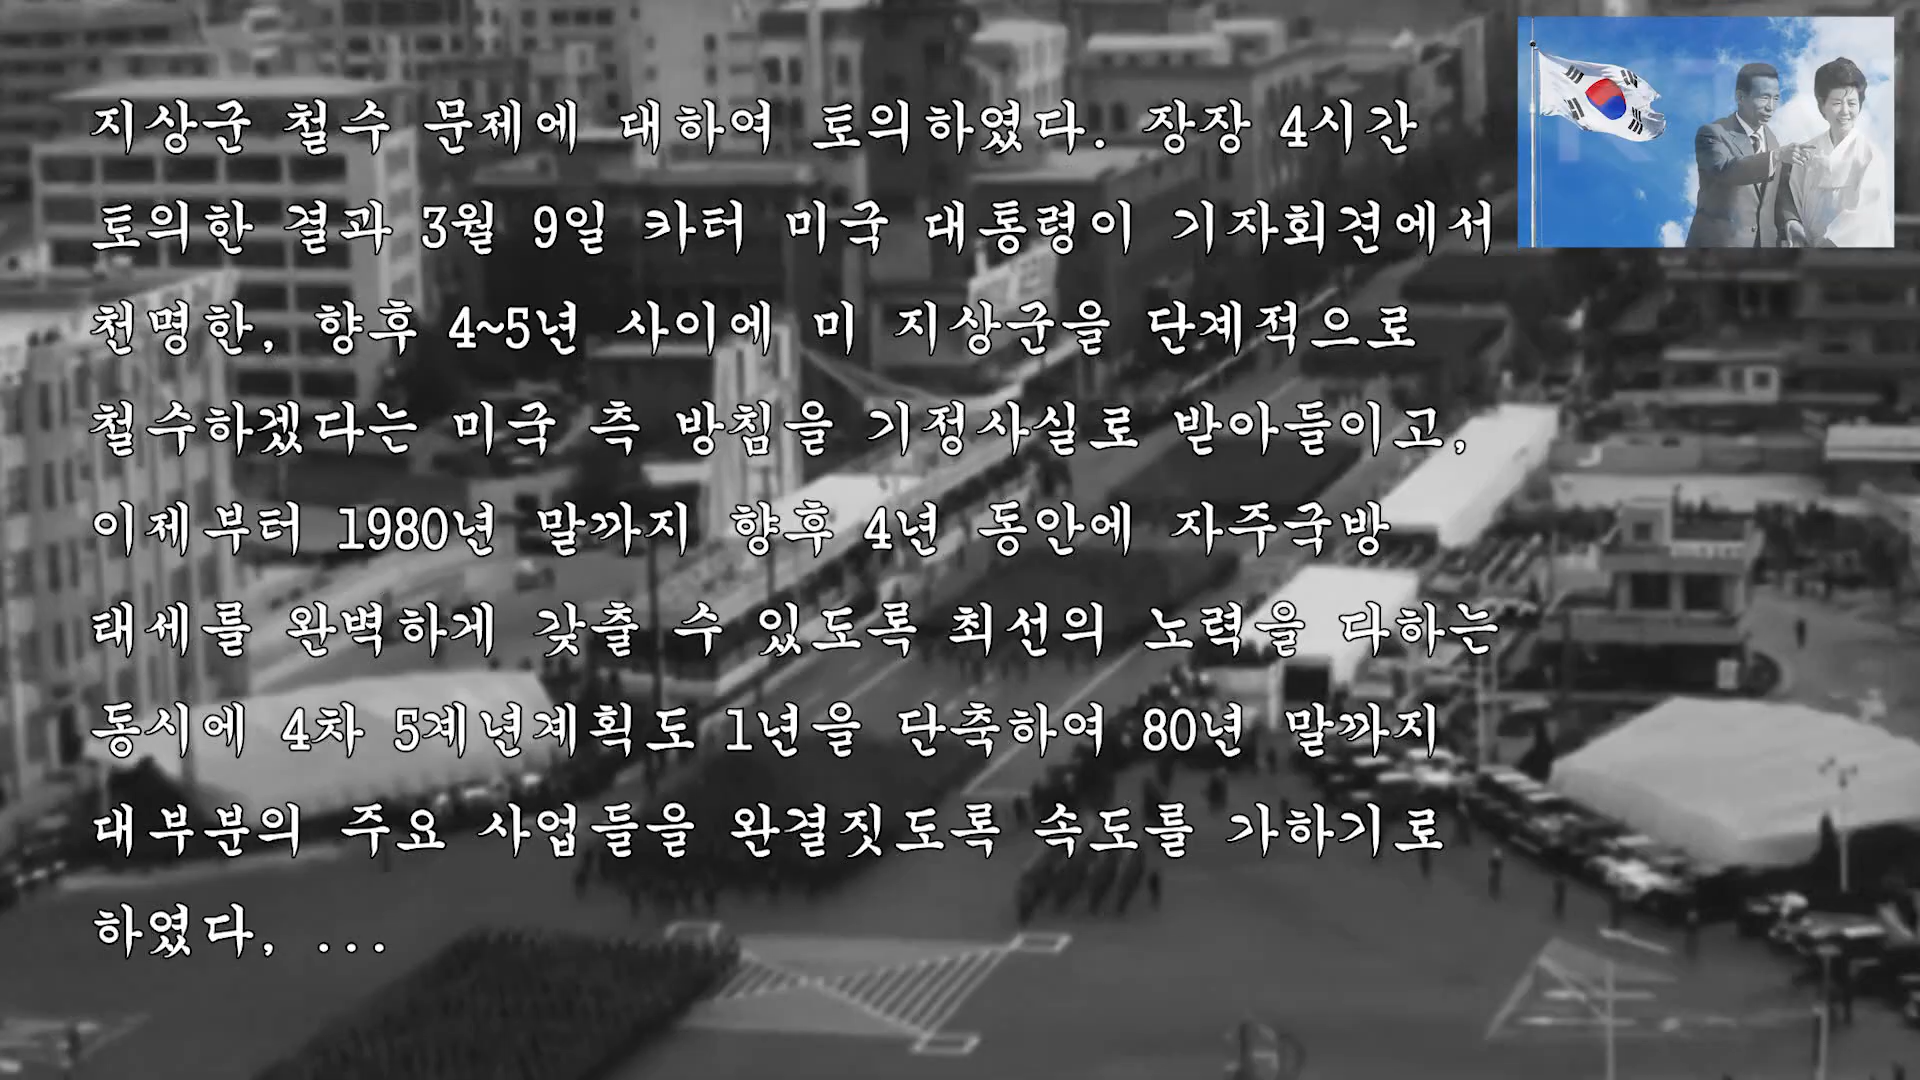 지상군 철수 문제에 대하여 토의하였다. 장장 4시간
토의한 결과 3월 9일 카터 미국 대통령이 기자회견에서
천명한, 향후 4~5년 사이에 미 지상군을 단계적으로
철수하겠다는 미국 측 방침을 기정사실로 받아들이고,
이제부터 1980년 말까지 향후 4년 동안에 자주국방
태세를 완벽하게 갖출 수 있도록 최선의 노력을 다하는
동시에 4차 5계년계획도 1년을 단축하여 80년 말까지
대부분의 주요 사업들을 완결짓도록 속도를 가하기로
하였다, ...